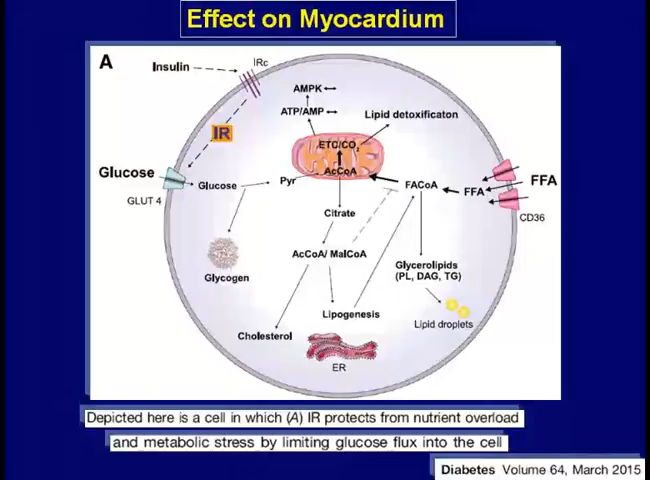 Effect on Myocardium
A
Insulin
IRc
AMPK
ATP/AMP
Lipid detoxificaton
IR
ETC/CO2
AcCoA
Glucose
GLUT 4
Glucose
Pyr
FACoA
FFA
FFA
CD36
Citrate
AcCoA/ MalCoA
Glycogen
Glycerolipids
(PL, DAG, TG)
Lipogenesis
Lipid droplets
Cholesterol
ER
Depicted here is a cell in which (A) IR protects from nutrient overload
and metabolic stress by limiting glucose flux into the cell
Diabetes Volume 64, March 2015